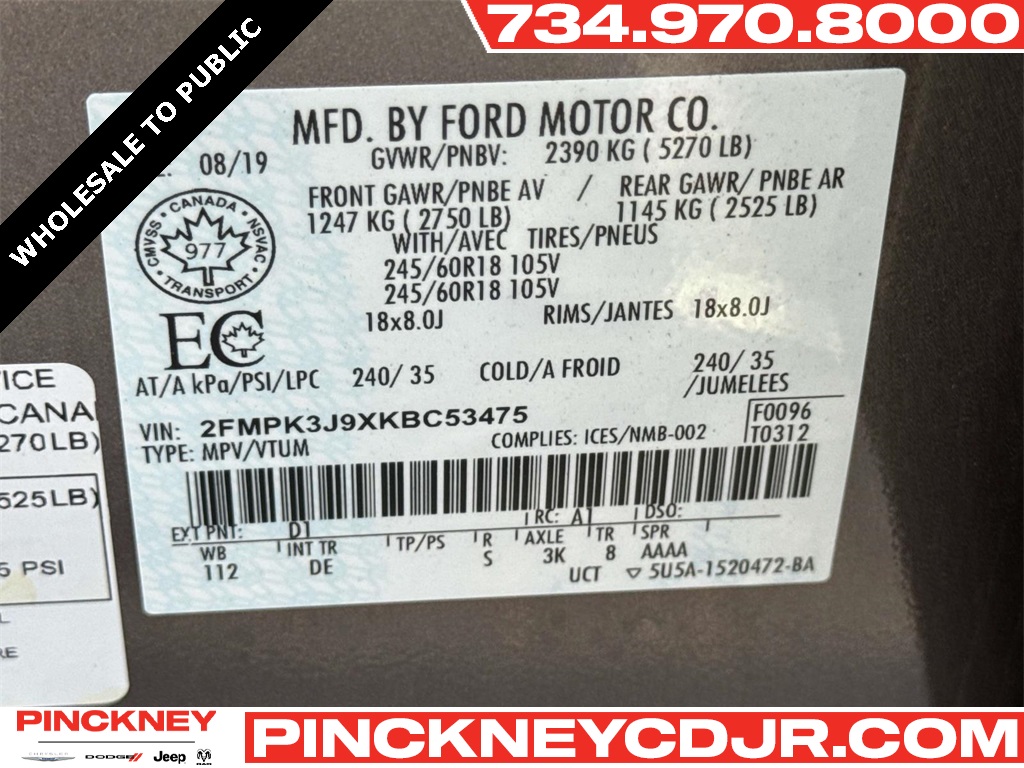 734.970.8000
WHOLESALE TO PUBLIC
MFD. BY FORD MOTOR CO.
08/19
GVWR/PNBV: 2390 KG ( 5270 LB)
FRONT GAWR/PNBE AV / REAR GAWR/ PNBE AR
1247 KG ( 2750 LB) 1145 KG ( 2525 LB)
WITH/AVEC TIRES/PNEUS
245/60R18 105V
245/60R18 105V
18x8.0J RIMS/JANTES 18x8.0J
CANADA
CMVSS
NSVAC
977
TRANSPORT
EC
AT/A kPa/PSI/LPC 240/ 35 COLD/A FROID 240/ 35
/JUMELEES
VIN: 2FMPK3J9XKBC53475
F0096
TYPE: MPV/VTUM COMPLIES: ICES/NMB-002 T0312
EXT PNT: D1 RC: A1 DSO:
WB INT TR TP/PS R AXLE TR SPR
112 DE S 3K 8 AAAA
UCT 5U5A-1520472-BA
ICE
CANA
270LB)
525LB)
5 PSI
L
RE
PINCKNEY
CHRYSLER DODGE Jeep RAM
PINCKNEYCDJR.COM